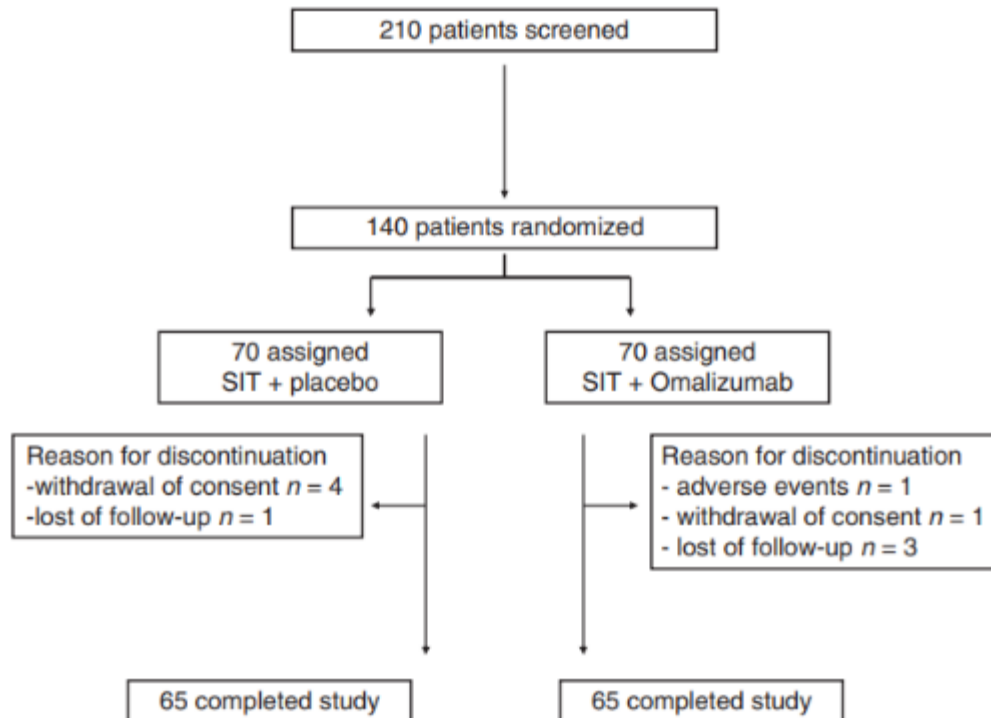 210 patients screened
140 patients randomized
70 assigned
SIT + placebo
70 assigned
SIT + Omalizumab
Reason for discontinuation
-withdrawal of consent n = 4
-lost of follow-up n = 1
Reason for discontinuation
- adverse events n = 1
- withdrawal of consent n = 1
- lost of follow-up n = 3
65 completed study
65 completed study